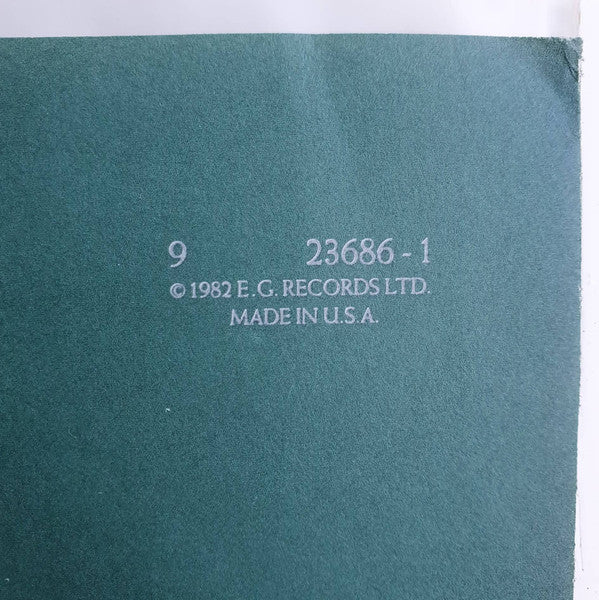 9 23686-1
© 1982 E.G. RECORDS LTD.
MADE IN U.S.A.